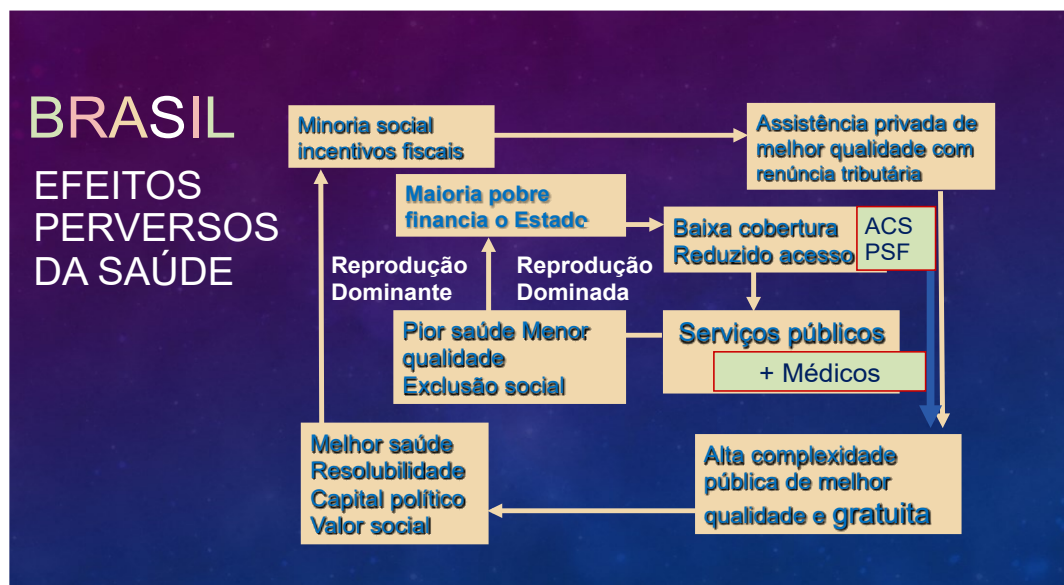 BRASIL
EFEITOS
PERVERSOS
DA SAÚDE
Minoria social
incentivos fiscais
Assistência privada de
melhor qualidade com
renúncia tributária
Maioria pobre
financia o Estado
Baixa cobertura
Reduzido acesso
ACS
PSF
Reprodução
Dominante
Reprodução
Dominada
Pior saúde Menor
qualidade
Exclusão social
Serviços públicos
+ Médicos
Melhor saúde
Resolubilidade
Capital político
Valor social
Alta complexidade
pública de melhor
qualidade e gratuita